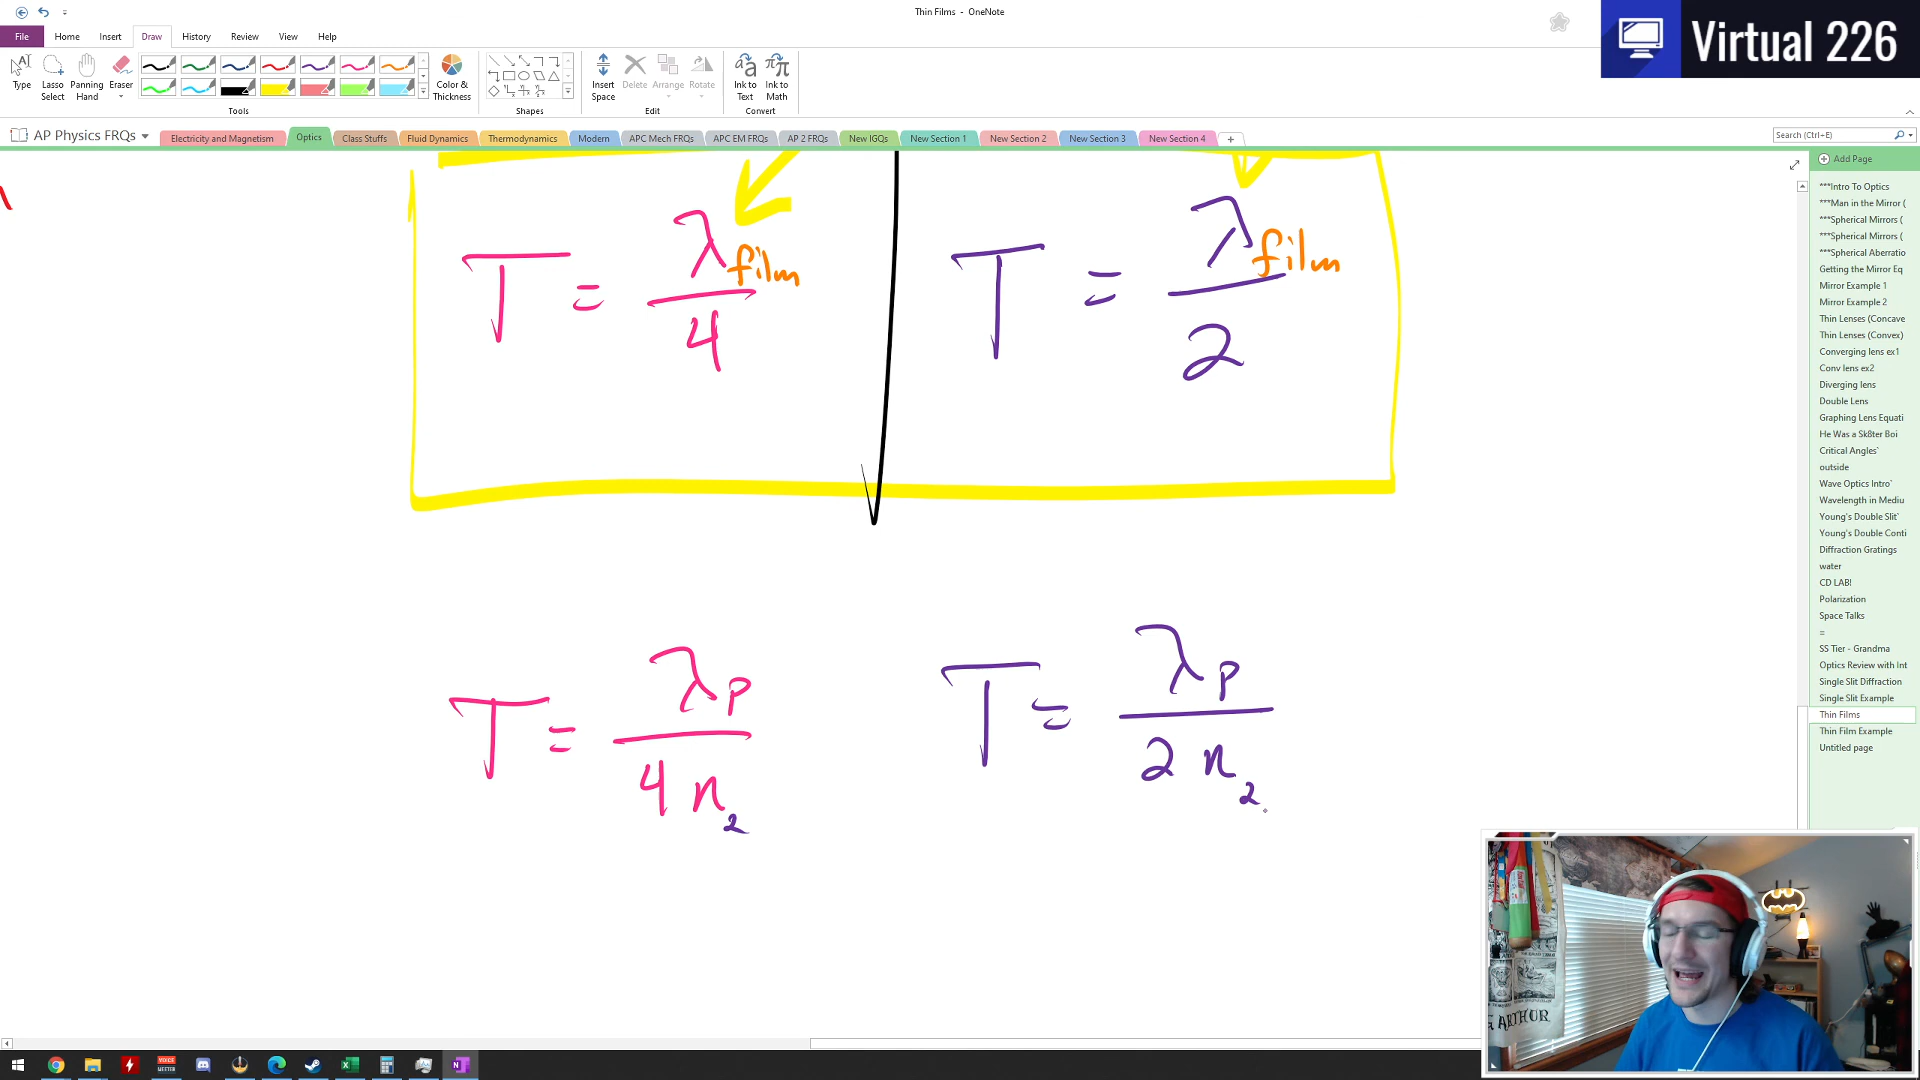 Thin Films - OneNote
Virtual 226
File Home Insert Draw History Review View Help
Type
Lasso Select
Panning Hand
Eraser
Color & Thickness
Insert Space
Delete
Arrange
Rotate
Ink to Text
Ink to Math
Tools
Shapes
Edit
Convert
AP Physics FRQs
Electricity and Magnetism
Optics
Class Stuffs
Fluid Dynamics
Thermodynamics
Modern
APC Mech FRQs
APC EM FRQs
AP 2 FRQs
New IGQs
New Section 1
New Section 2
New Section 3
New Section 4
Search (Ctrl+E)
Add Page
***Intro To Optics
***Man in the Mirror (
***Spherical Mirrors (
***Spherical Mirrors (
***Spherical Aberratio
Getting the Mirror Eq
Mirror Example 1
Mirror Example 2
Thin Lenses (Concave
Thin Lenses (Convex)
Converging lens ex1
Conv lens ex2
Diverging lens
Double Lens
Graphing Lens Equati
He Was a Sk8ter Boi
Critical Angles`
outside
Wave Optics Intro`
Wavelength in Mediu
Young's Double Slit`
Young's Double Conti
Diffraction Gratings
water
CD LAB!
Polarization
Space Talks
=
SS Tier - Grandma
Optics Review with Int
Single Slit Diffraction
Single Slit Example
Thin Films
Thin Film Example
Untitled page
T = λfilm / 4
T = λfilm / 2
T = λp / 4 n2
T = λp / 2 n2
ARTHUR
VOICE MEETER